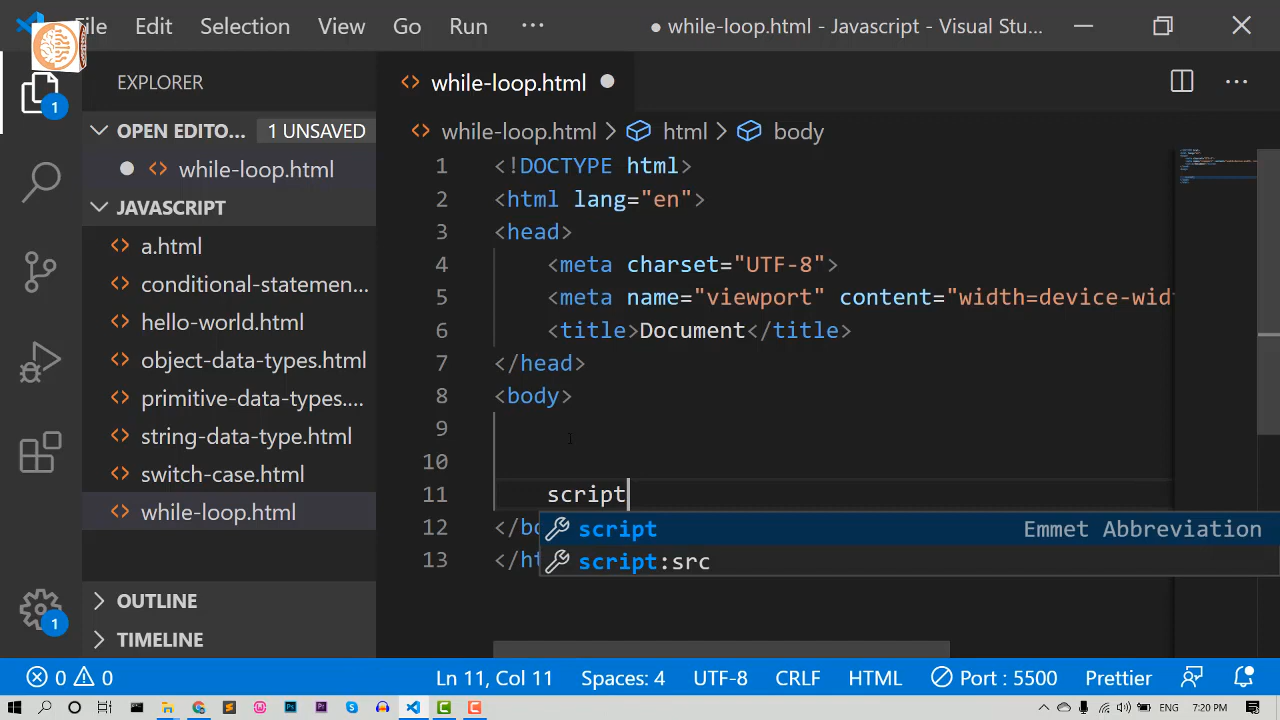 File Edit Selection View Go Run ··· ● while-loop.html - Javascript - Visual Stu...
EXPLORER
1
OPEN EDITO... 1 UNSAVED
while-loop.html
JAVASCRIPT
a.html
conditional-statemen...
hello-world.html
object-data-types.html
primitive-data-types....
string-data-type.html
switch-case.html
while-loop.html
OUTLINE
TIMELINE
1
while-loop.html
while-loop.html > html > body
1 <!DOCTYPE html>
2 <html lang="en">
3 <head>
4 <meta charset="UTF-8">
5 <meta name="viewport" content="width=device-widt
6 <title>Document</title>
7 </head>
8 <body>
9
10
11 script
script Emmet Abbreviation
script:src
12 </bo
13 </ht
0 0 Ln 11, Col 11 Spaces: 4 UTF-8 CRLF HTML Port : 5500 Prettier
ENG 7:20 PM